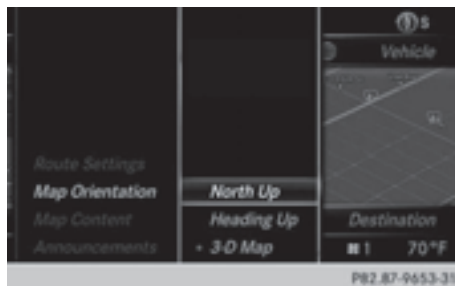 S
Vehicle
Route Settings
Map Orientation
North Up
Map Content
Heading Up
Destination
Announcements
• 3-D Map
1
70°F
P82.87-9653-31